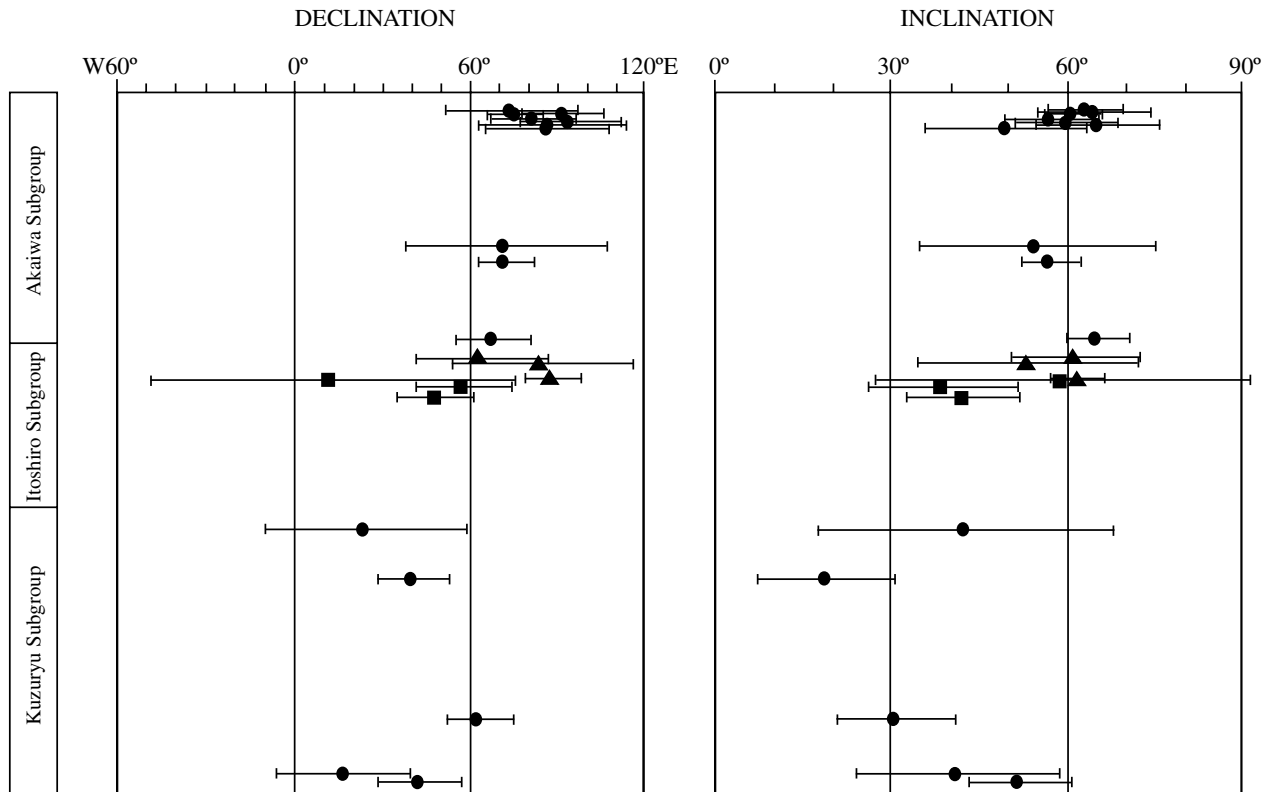 DECLINATION
INCLINATION
W60º 0º 60º 120ºE
0º 30º 60º 90º
Akaiwa Subgroup
Itoshiro Subgroup
Kuzuryu Subgroup